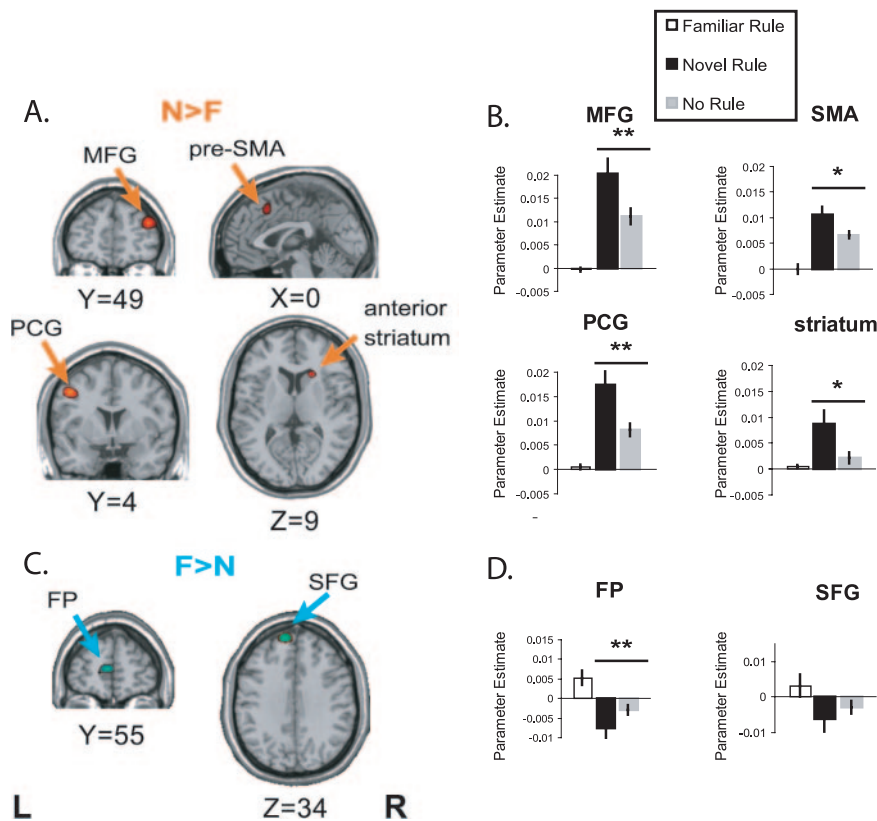 Familiar Rule
Novel Rule
No Rule
A.
N>F
MFG
pre-SMA
Y=49
X=0
PCG
anterior
striatum
Y=4
Z=9
B.
MFG
**
Parameter Estimate
0.02
0.015
0.01
0.005
0
-0.005
SMA
*
Parameter Estimate
0.02
0.015
0.01
0.005
0
-0.005
PCG
**
Parameter Estimate
0.02
0.015
0.01
0.005
0
-0.005
-
striatum
*
Parameter Estimate
0.02
0.015
0.01
0.005
0
-0.005
C.
F>N
FP
SFG
Y=55
Z=34
L
R
D.
FP
**
Parameter Estimate
0.015
0.01
0.005
0
-0.005
-0.01
SFG
Parameter Estimate
0.01
0
-0.01